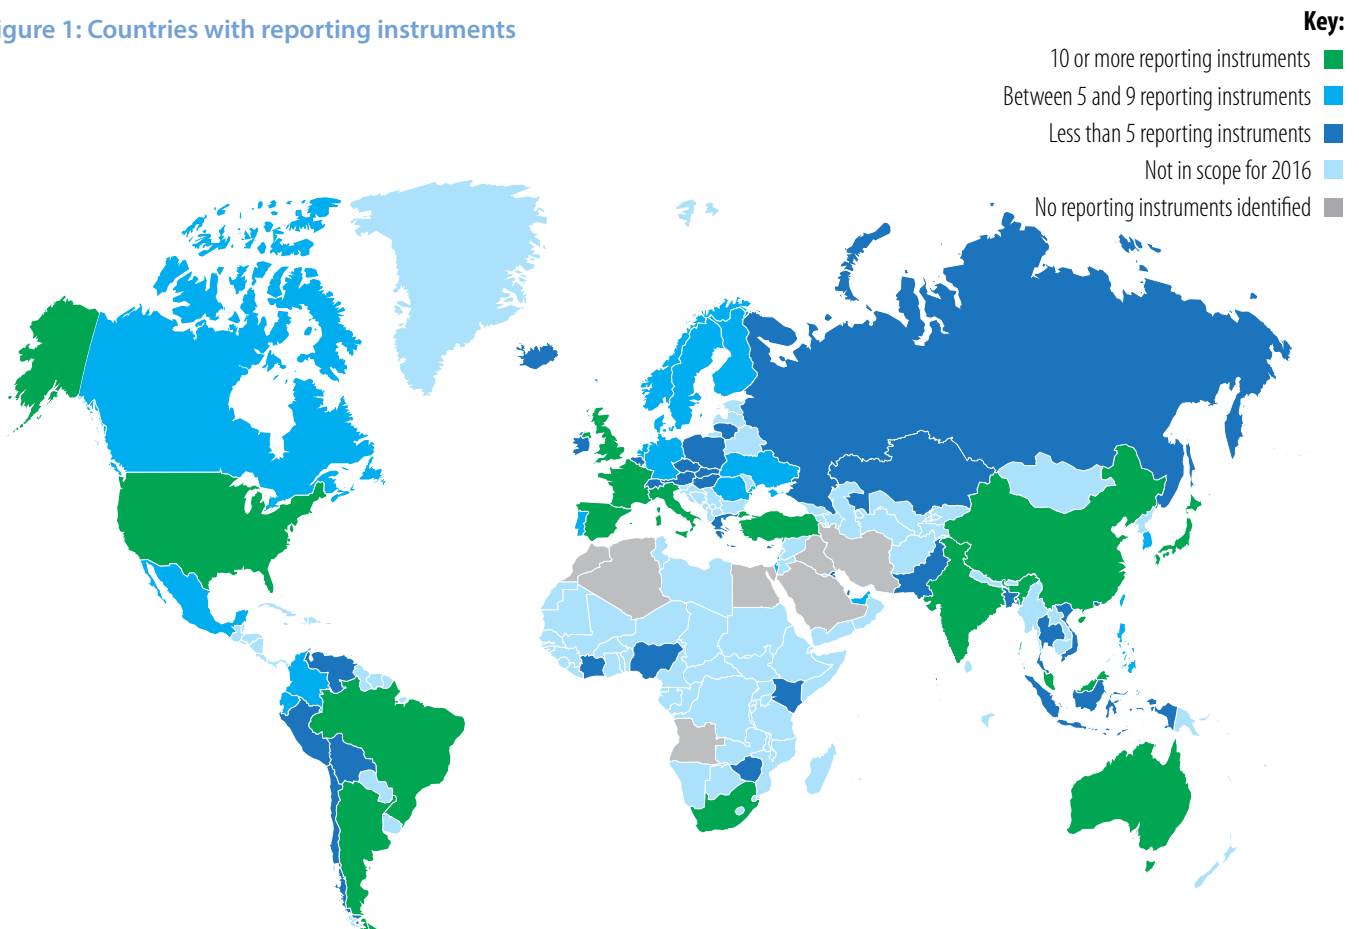 igure 1: Countries with reporting instruments
Key:
10 or more reporting instruments
Between 5 and 9 reporting instruments
Less than 5 reporting instruments
Not in scope for 2016
No reporting instruments identified